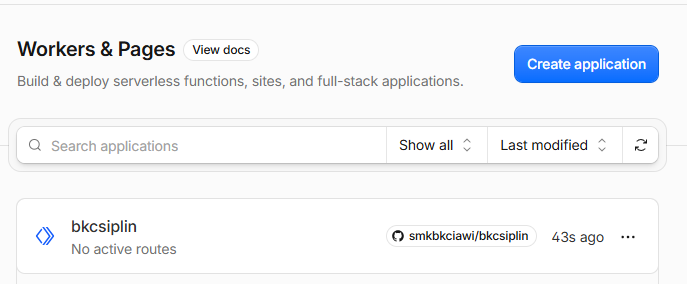 Workers & Pages View docs
Build & deploy serverless functions, sites, and full-stack applications.
Create application
Search applications Show all Last modified
bkcsiplin
No active routes
smkbkciawi/bkcsiplin 43s ago